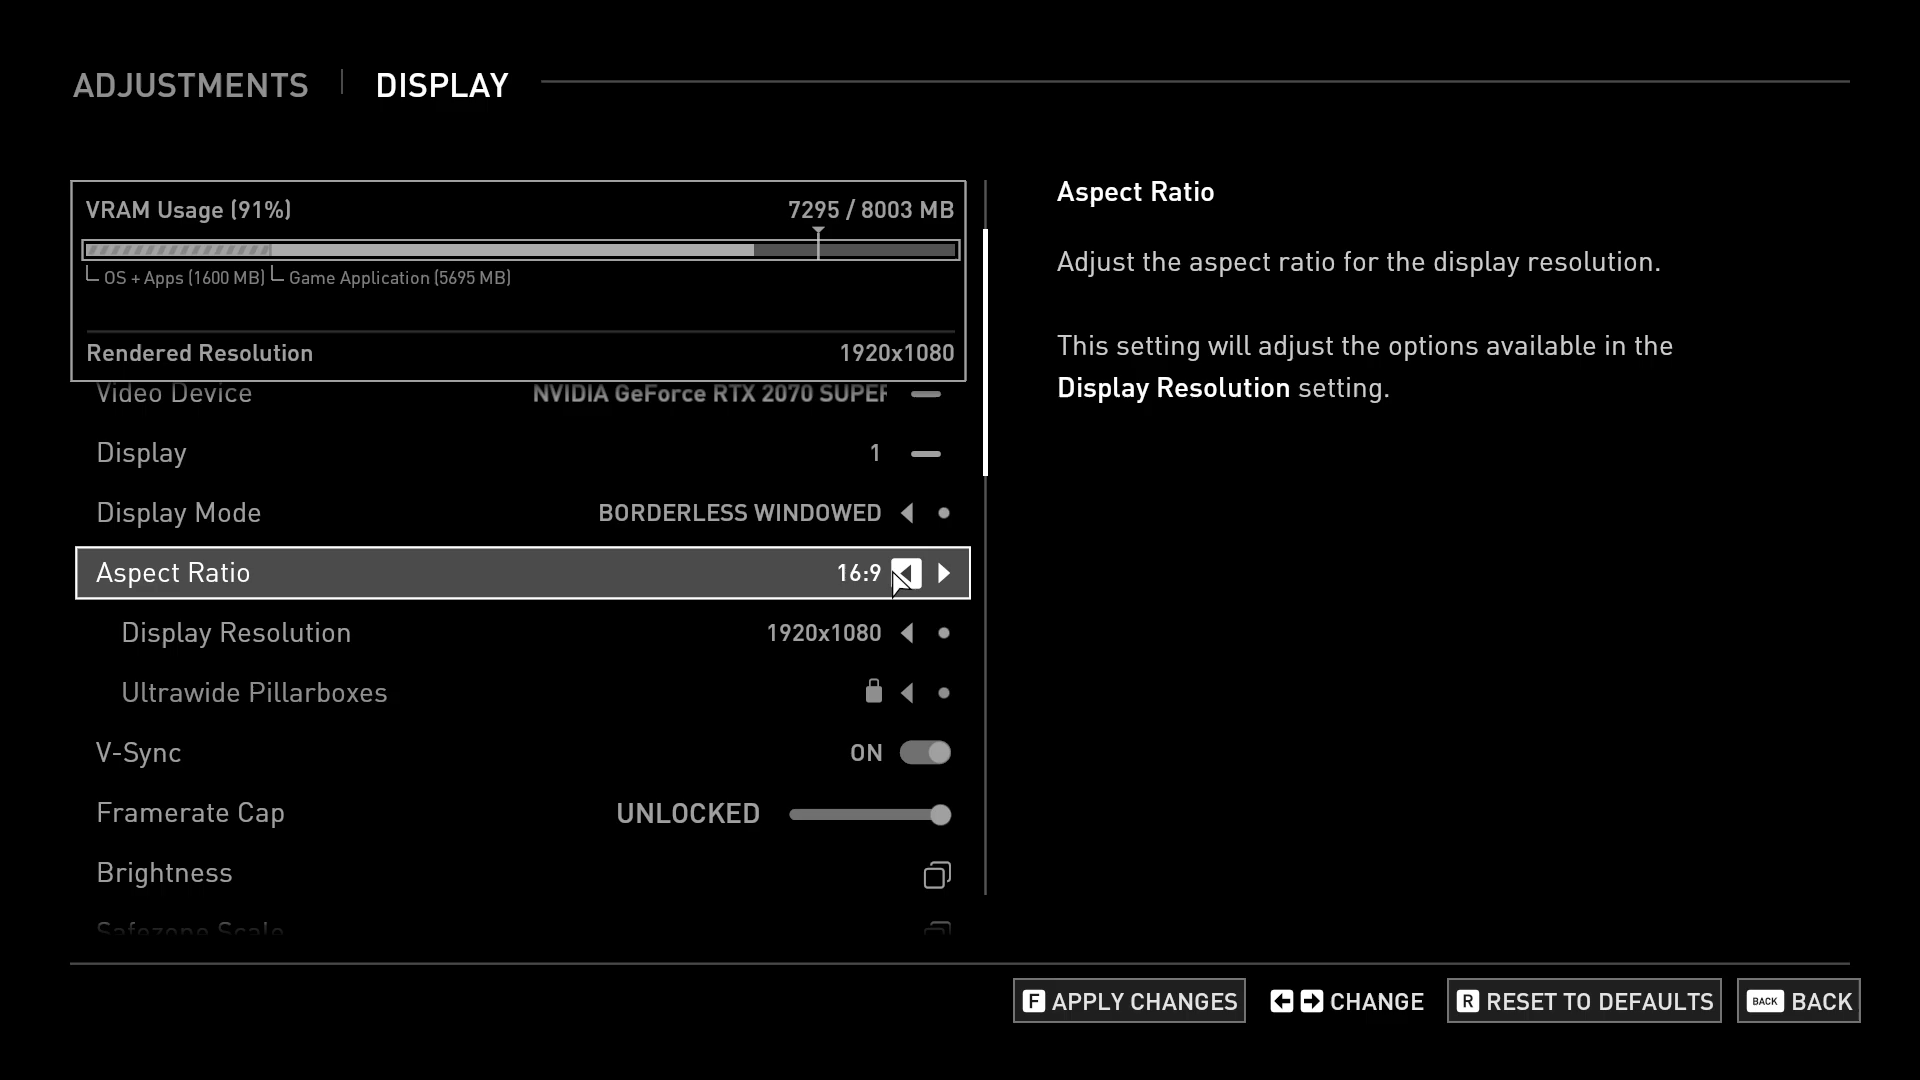 ADJUSTMENTS DISPLAY
VRAM Usage (91%) 7295 / 8003 MB
OS + Apps (1600 MB) Game Application (5695 MB)
Rendered Resolution 1920x1080
Video Device NVIDIA GeForce RTX 2070 SUPER
Display 1
Display Mode BORDERLESS WINDOWED
Aspect Ratio 16:9
Display Resolution 1920x1080
Ultrawide Pillarboxes
V-Sync ON
Framerate Cap UNLOCKED
Brightness
Safezone Scale
Aspect Ratio
Adjust the aspect ratio for the display resolution.
This setting will adjust the options available in the
Display Resolution setting.
F APPLY CHANGES CHANGE R RESET TO DEFAULTS BACK BACK